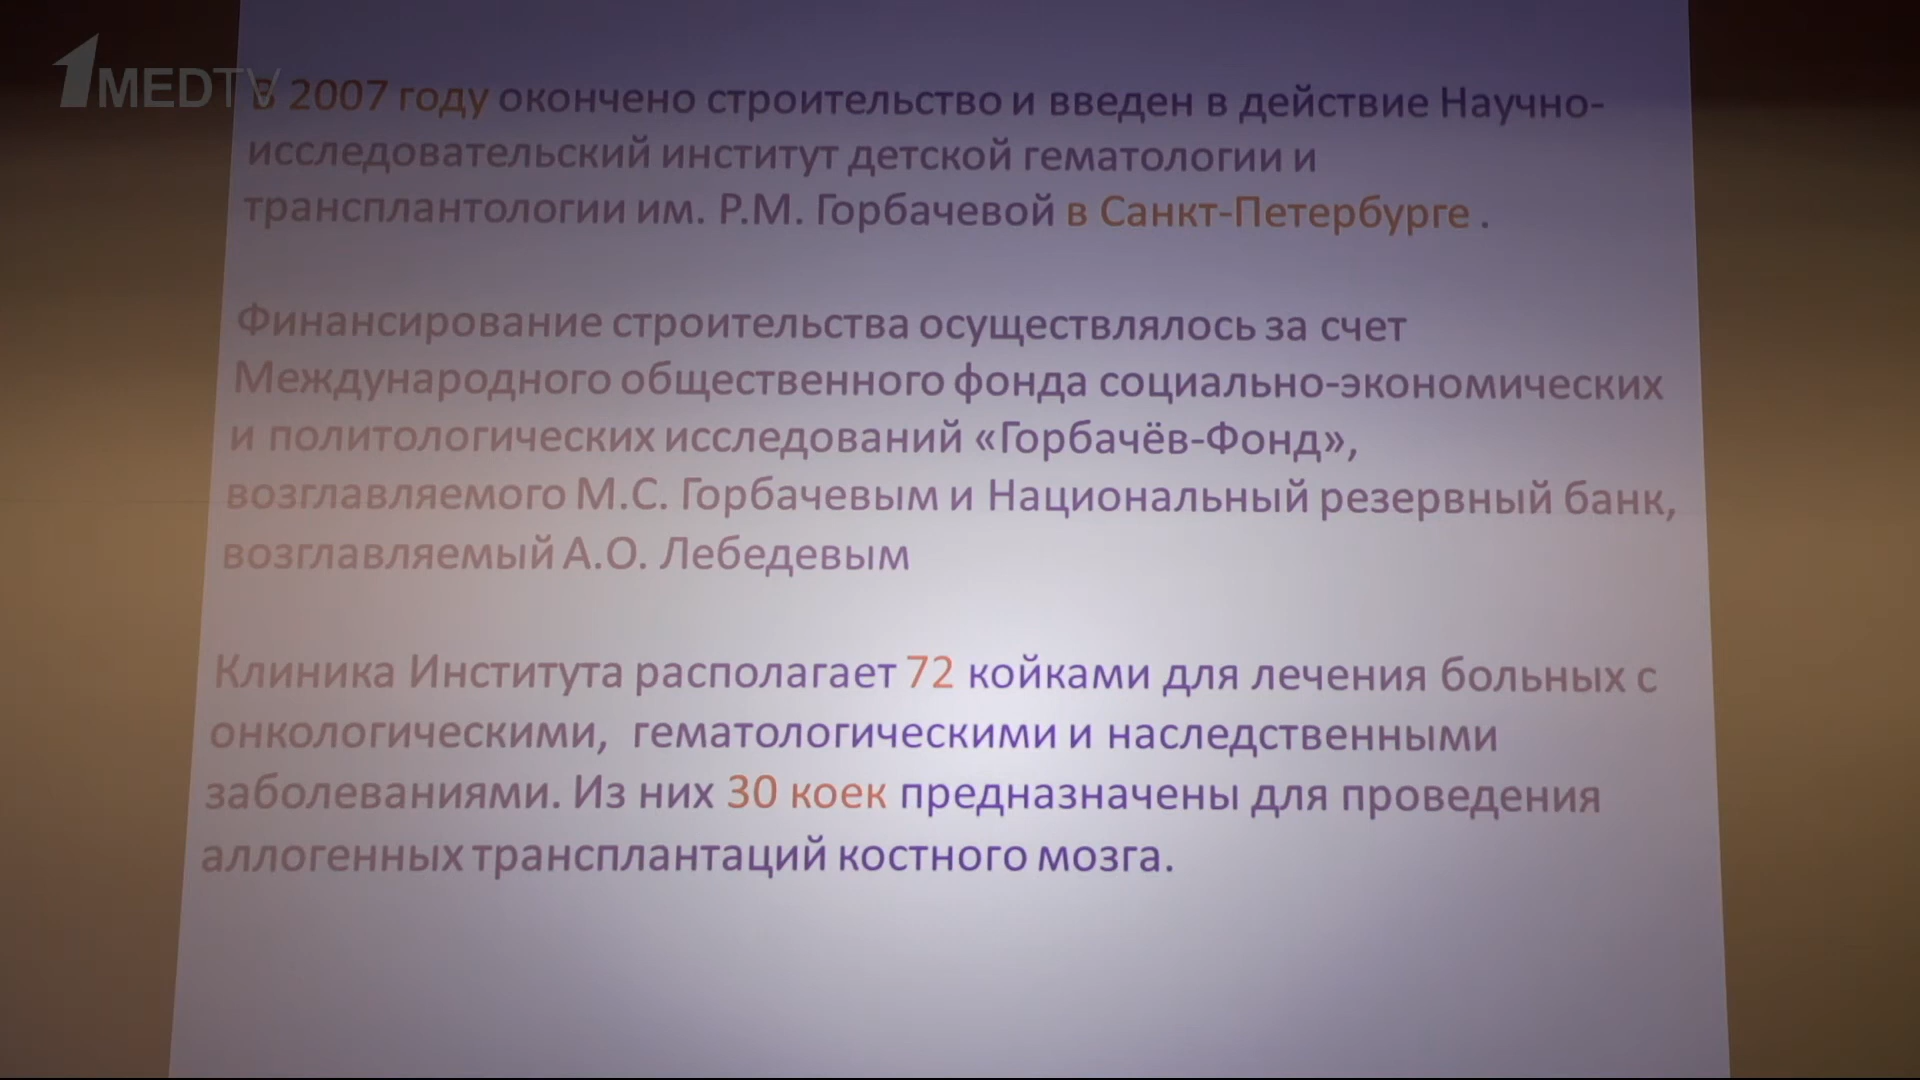 1MEDTV
В 2007 году окончено строительство и введен в действие Научно-
исследовательский институт детской гематологии и
трансплантологии им. Р.М. Горбачевой в Санкт-Петербурге .
Финансирование строительства осуществлялось за счет
Международного общественного фонда социально-экономических
и политологических исследований «Горбачёв-Фонд»,
возглавляемого М.С. Горбачевым и Национальный резервный банк,
возглавляемый А.О. Лебедевым
Клиника Института располагает 72 койками для лечения больных с
онкологическими, гематологическими и наследственными
заболеваниями. Из них 30 коек предназначены для проведения
аллогенных трансплантаций костного мозга.